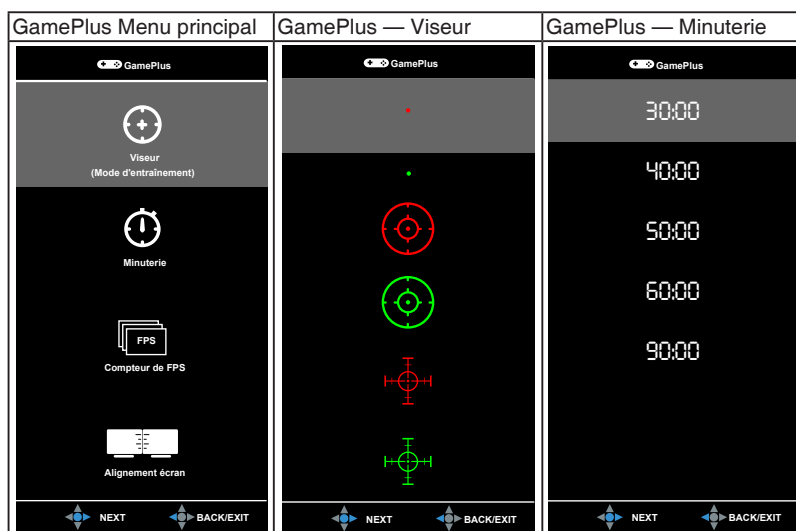 GamePlus Menu principal
GamePlus
Viseur
(Mode d'entraînement)
Minuterie
FPS
Compteur de FPS
Alignement écran
NEXT BACK/EXIT
GamePlus — Viseur
GamePlus
NEXT BACK/EXIT
GamePlus — Minuterie
GamePlus
30:00
40:00
50:00
60:00
90:00
NEXT BACK/EXIT